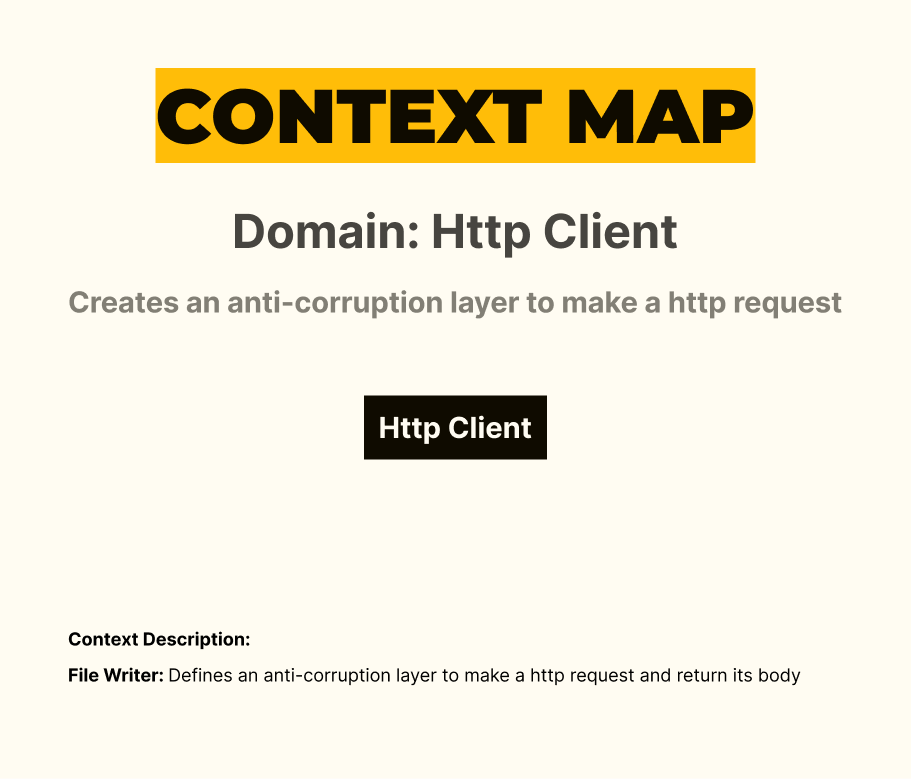 CONTEXT MAP
Domain: Http Client
Creates an anti-corruption layer to make a http request
Http Client
Context Description:
File Writer: Defines an anti-corruption layer to make a http request and return its body